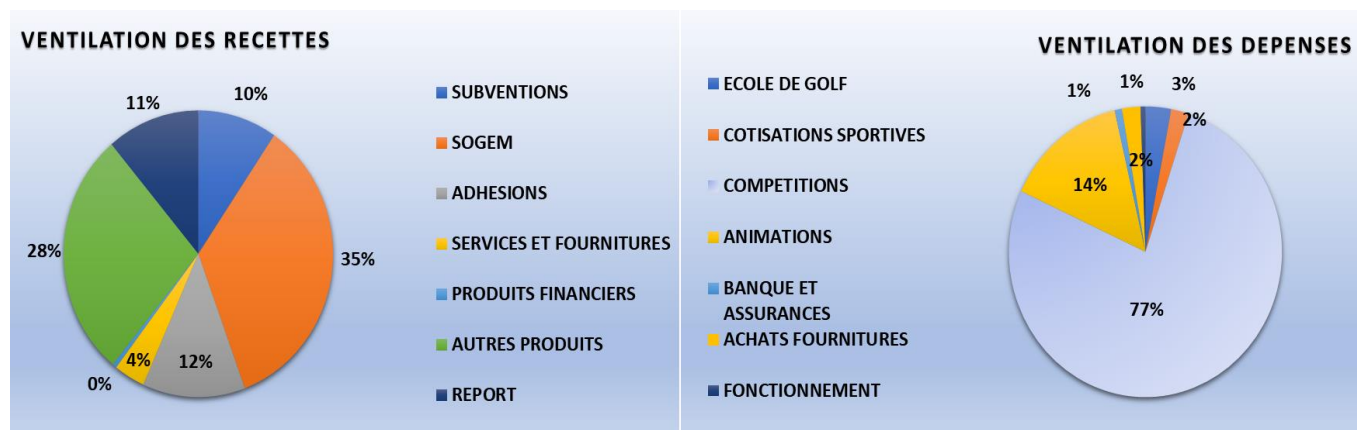 VENTILATION DES RECETTES
10%
35%
12%
4%
0%
28%
11%
SUBVENTIONS
SOGEM
ADHESIONS
SERVICES ET FOURNITURES
PRODUITS FINANCIERS
AUTRES PRODUITS
REPORT
VENTILATION DES DEPENSES
ECOLE DE GOLF
COTISATIONS SPORTIVES
COMPETITIONS
ANIMATIONS
BANQUE ET
ASSURANCES
ACHATS FOURNITURES
FONCTIONNEMENT
3%
2%
77%
14%
1%
2%
1%